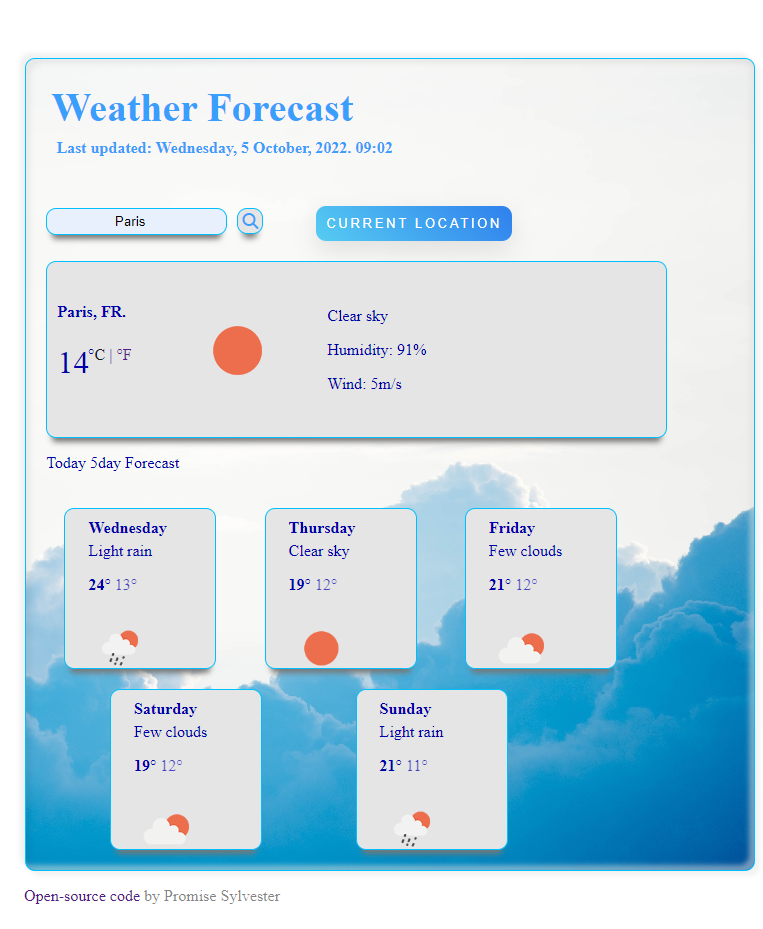 Weather Forecast
Last updated: Wednesday, 5 October, 2022. 09:02
Paris
CURRENT LOCATION
Paris, FR.
14°C | °F
Clear sky
Humidity: 91%
Wind: 5m/s
Today 5day Forecast
Wednesday
Light rain
24° 13°
Thursday
Clear sky
19° 12°
Friday
Few clouds
21° 12°
Saturday
Few clouds
19° 12°
Sunday
Light rain
21° 11°
Open-source code by Promise Sylvester